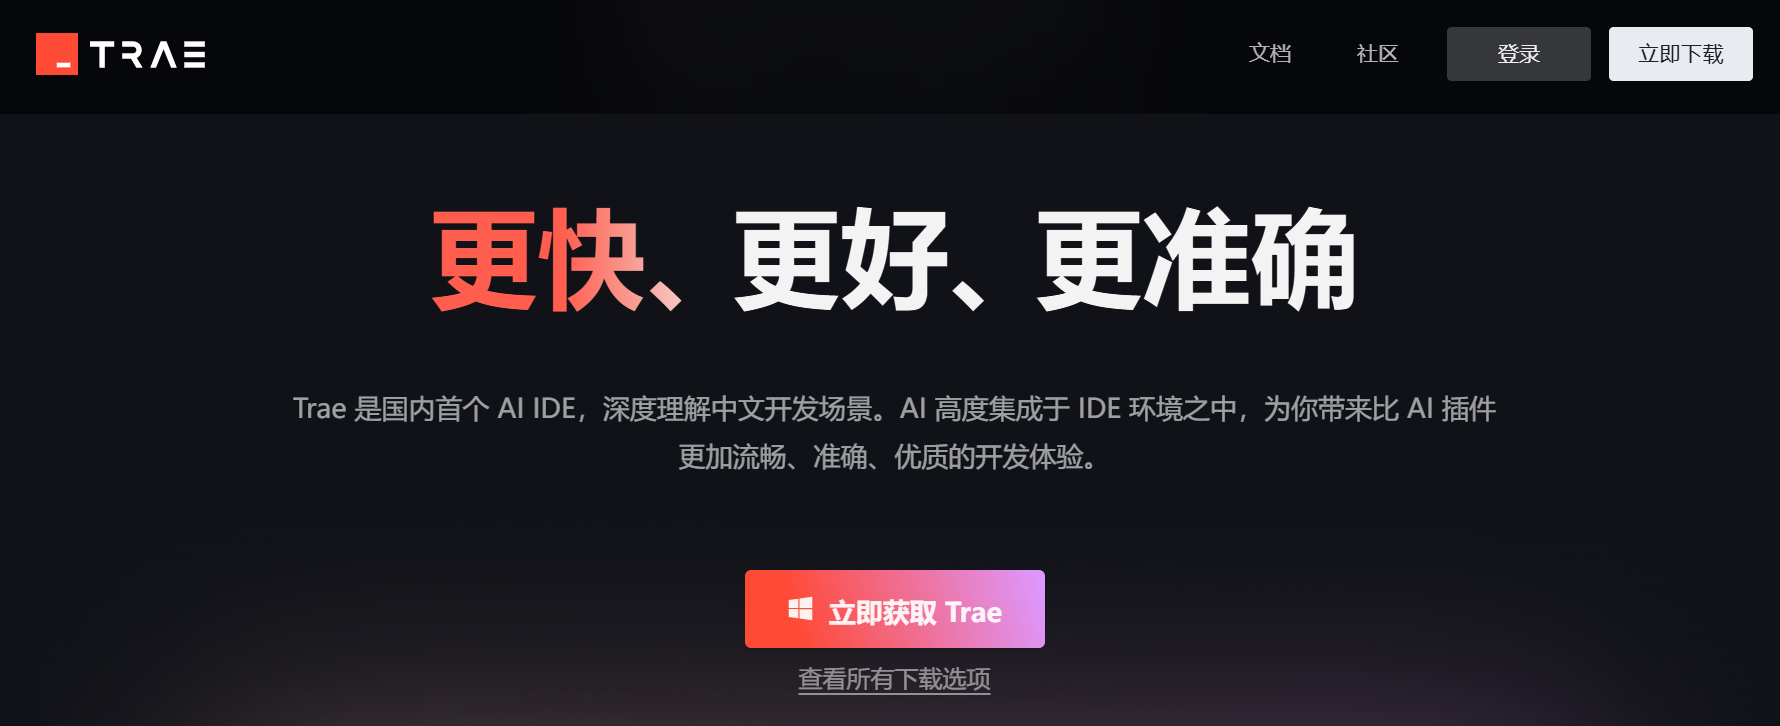 TRAE
文档
社区
登录
立即下载
更快、更好、更准确
Trae 是国内首个 AI IDE，深度理解中文开发场景。AI 高度集成于 IDE 环境之中，为你带来比 AI 插件
更加流畅、准确、优质的开发体验。
立即获取 Trae
查看所有下载选项